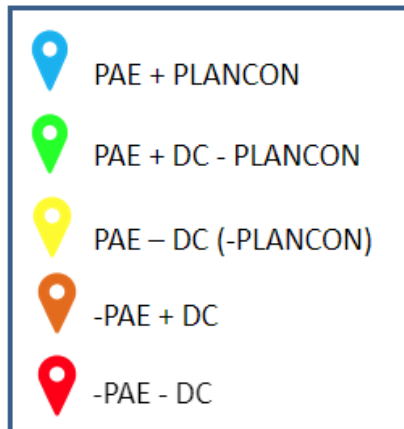 PAE + PLANCON
PAE + DC - PLANCON
PAE – DC (-PLANCON)
-PAE + DC
-PAE - DC